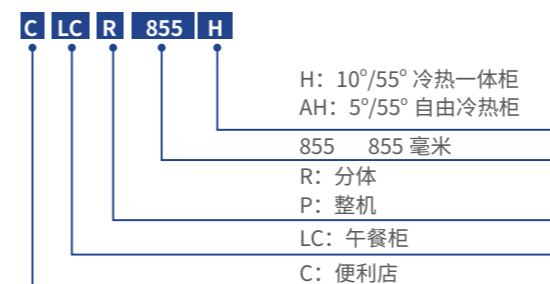 C LC R 855 H
H：10°/55° 冷热一体柜
AH：5°/55° 自由冷热柜
855 855 毫米
R：分体
P：整机
LC：午餐柜
C：便利店